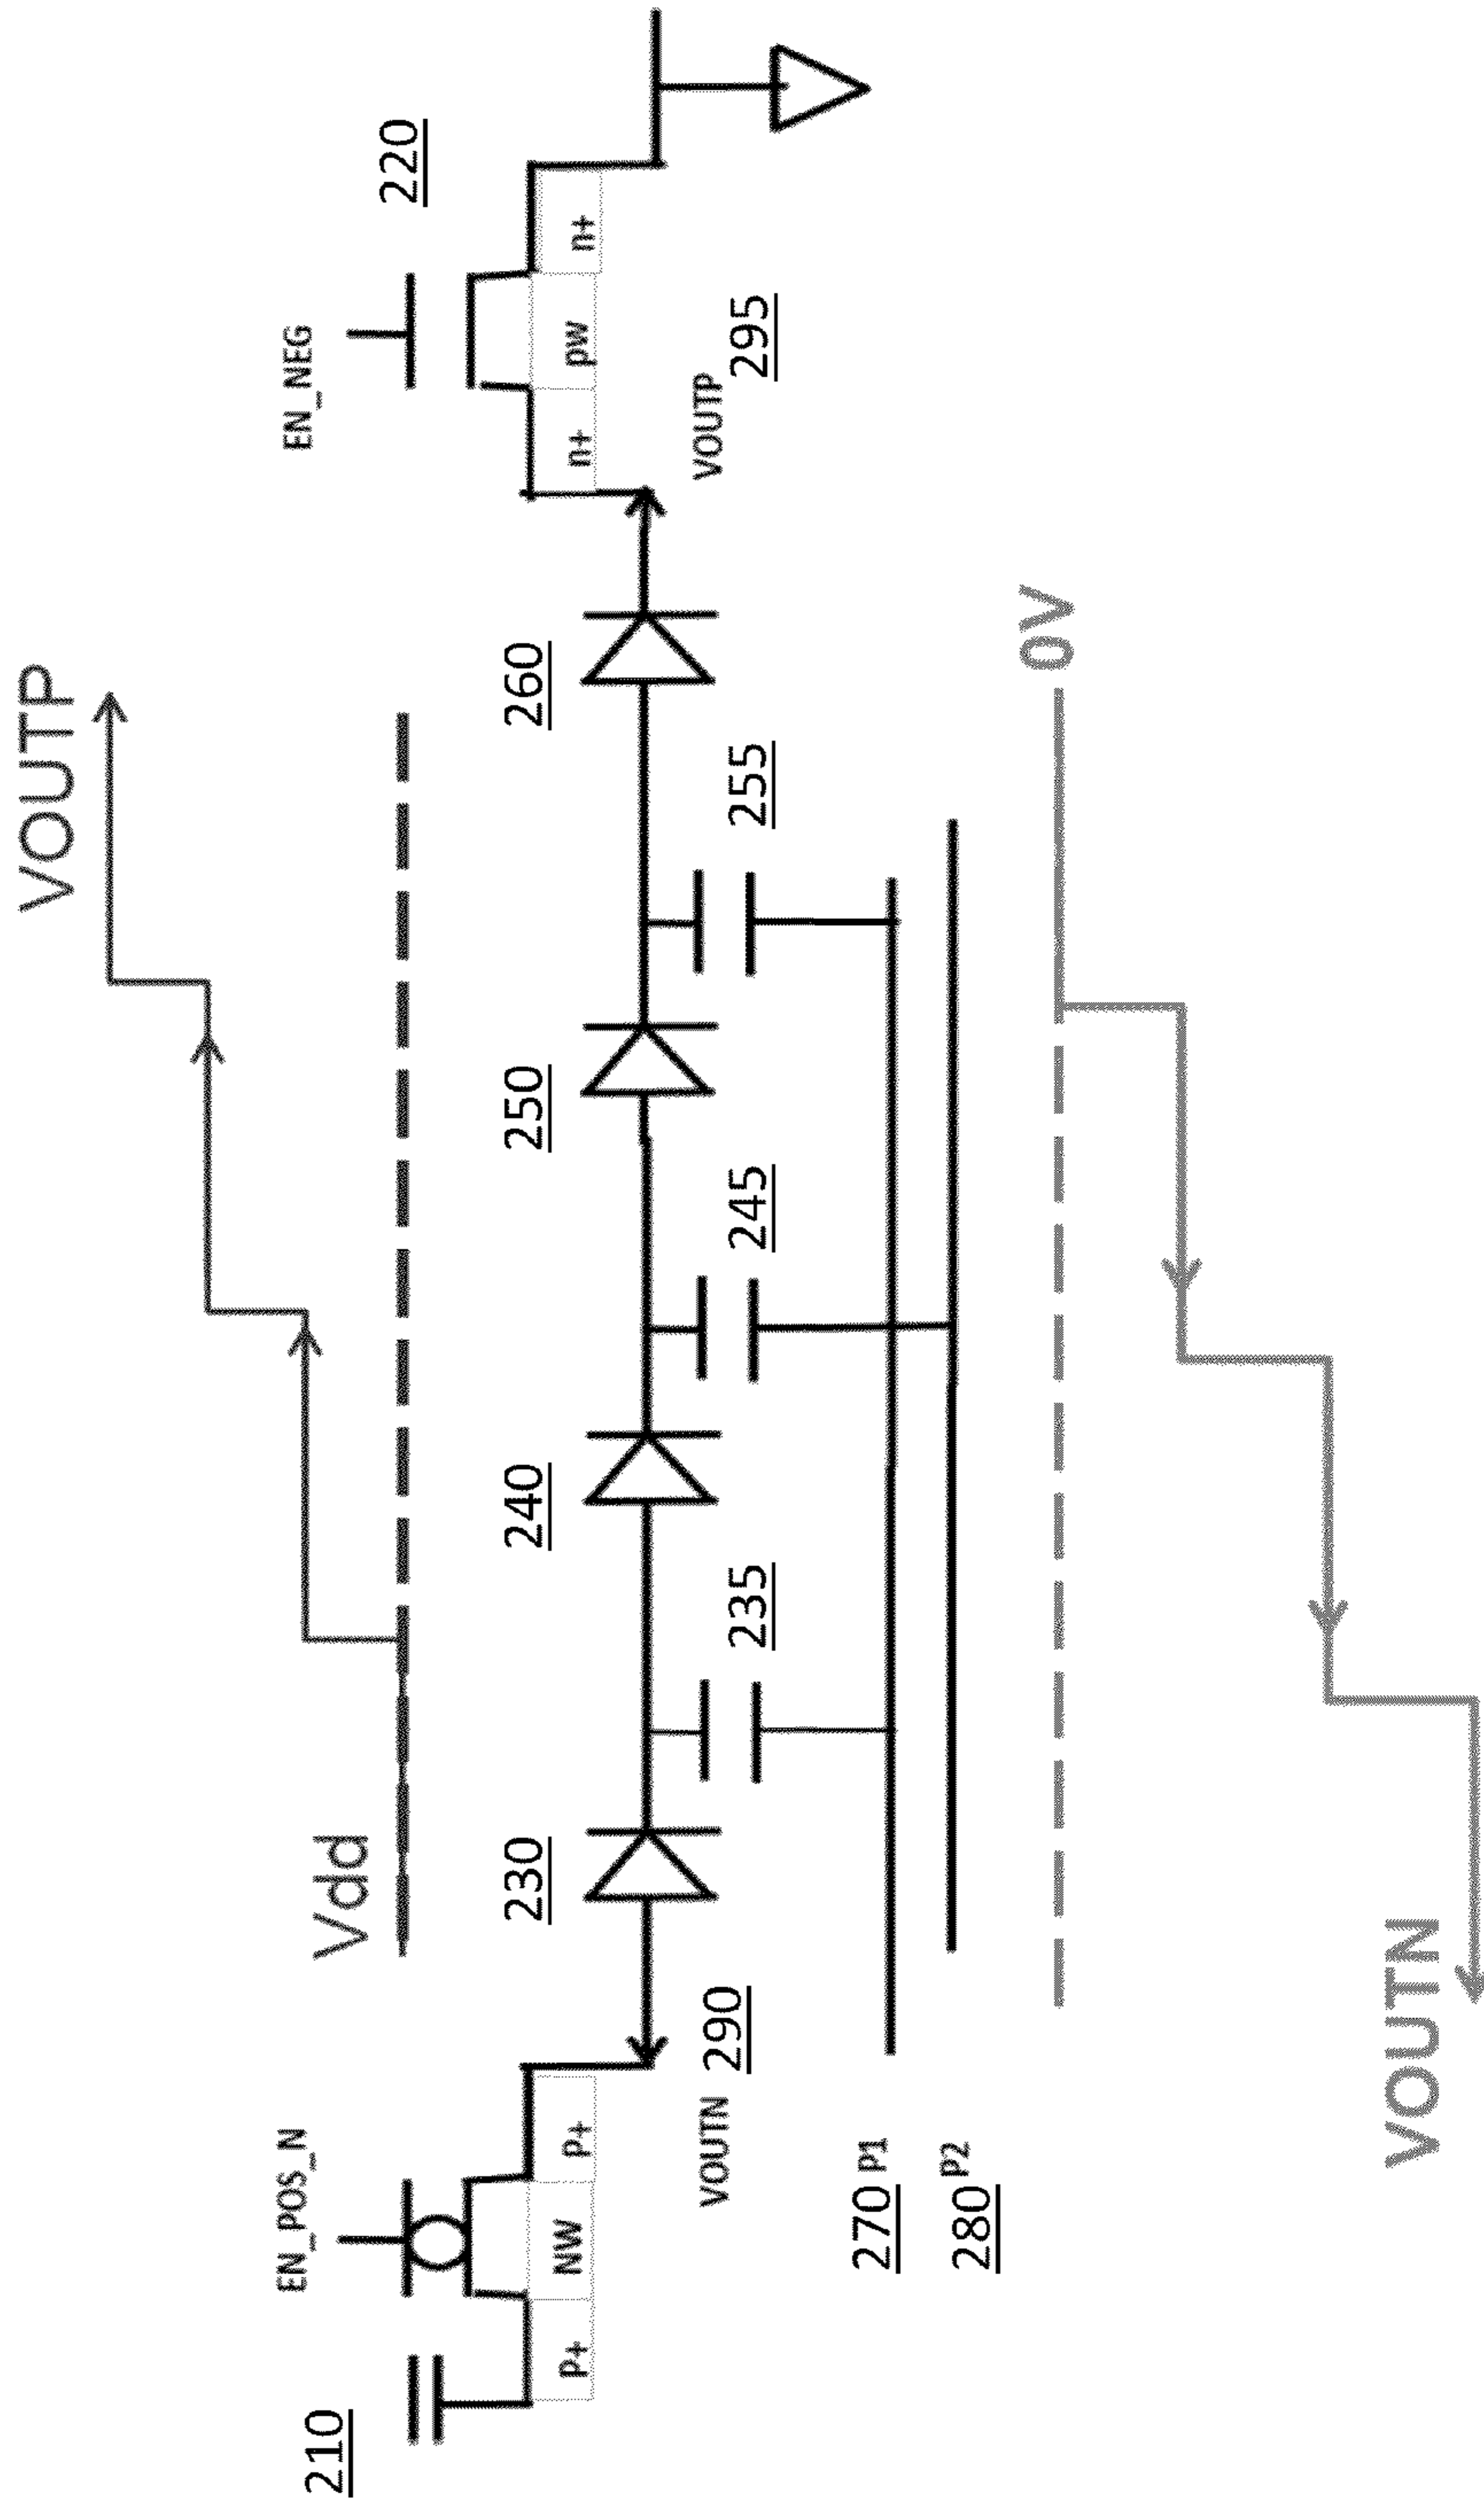 VOUTP
Vdd
210
EN_POS_N
P+
NW
P+
VOUTN
290
230
235
240
245
250
255
260
VOUTP
295
EN_NEG
n+
pw
n+
220
270 P1
280 P2
0V
VOUTN